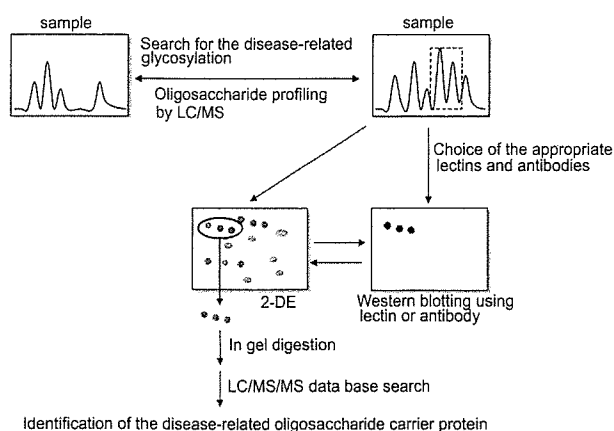 sample
sample
Search for the disease-related
glycosylation
Oligosaccharide profiling
by LC/MS
Choice of the appropriate
lectins and antibodies
2-DE
Western blotting using
lectin or antibody
In gel digestion
LC/MS/MS data base search
Identification of the disease-related oligosaccharide carrier protein